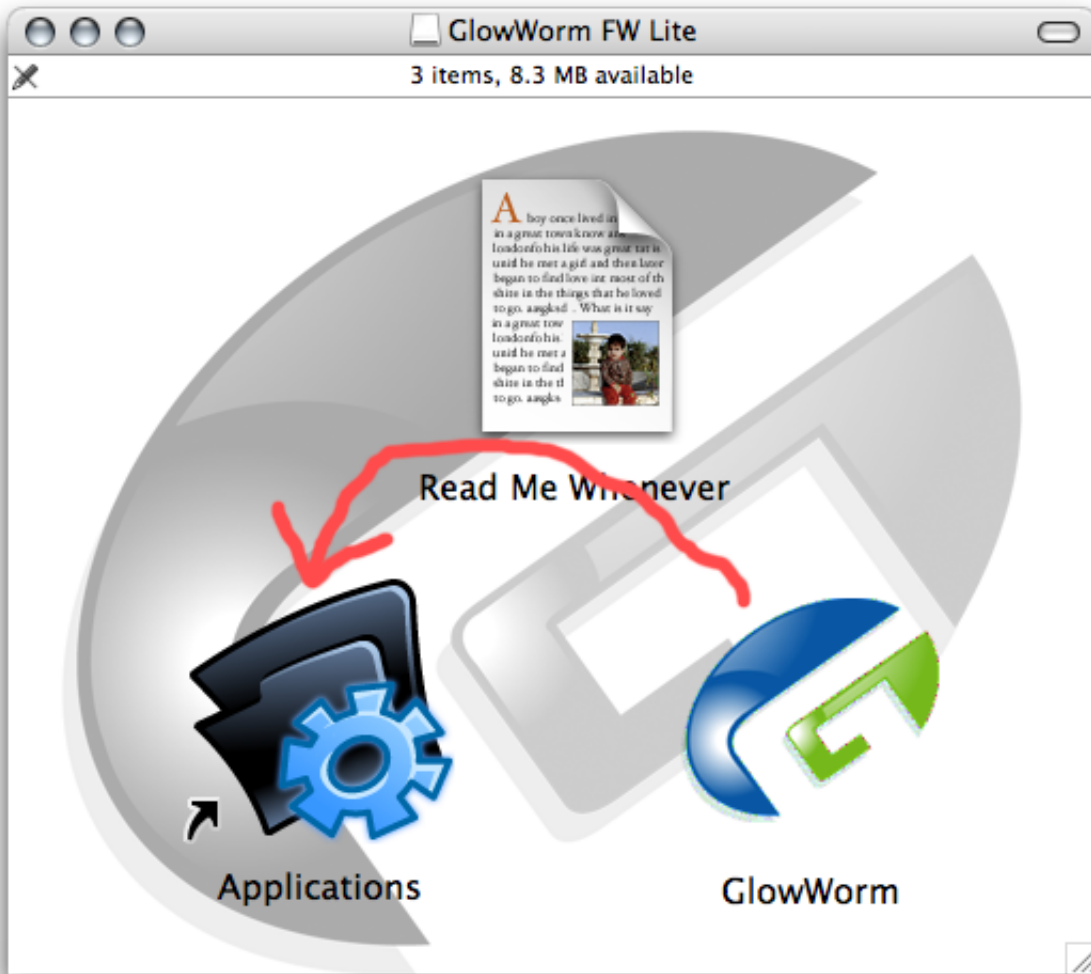 GlowWorm FW Lite
3 items, 8.3 MB available
A boy once lived in
in a great town know
londonfo his life was great tat is
until he met a girl and then later
began to find love int most of th
shite in the things that he loved
to go. aasgksd . What is it say
in a great tow
londonfo his
until he met a
began to find
shite in the tl
to go. aasgks
Read Me Whenever
Applications
GlowWorm